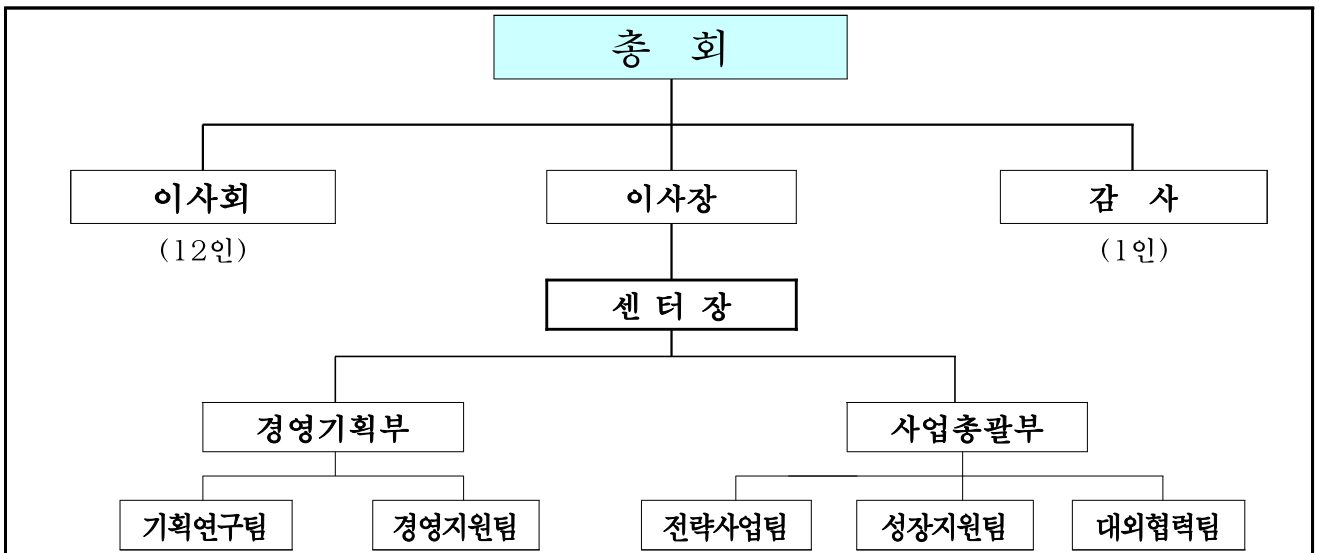 총 회
이사회 이사장 감 사
(12인) (1인)
센 터 장
경영기획부 사업총괄부
기획연구팀 경영지원팀 전략사업팀 성장지원팀 대외협력팀